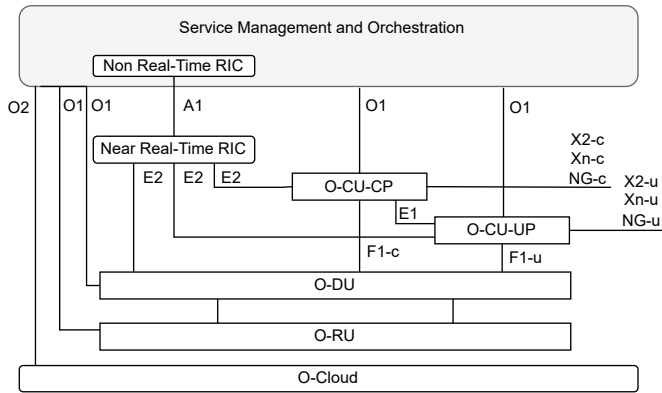 Service Management and Orchestration
Non Real-Time RIC
O2
O1
O1
A1
O1
O1
Near Real-Time RIC
X2-c
Xn-c
NG-c
X2-u
Xn-u
NG-u
E2
E2
E2
O-CU-CP
E1
O-CU-UP
F1-c
F1-u
O-DU
O-RU
O-Cloud